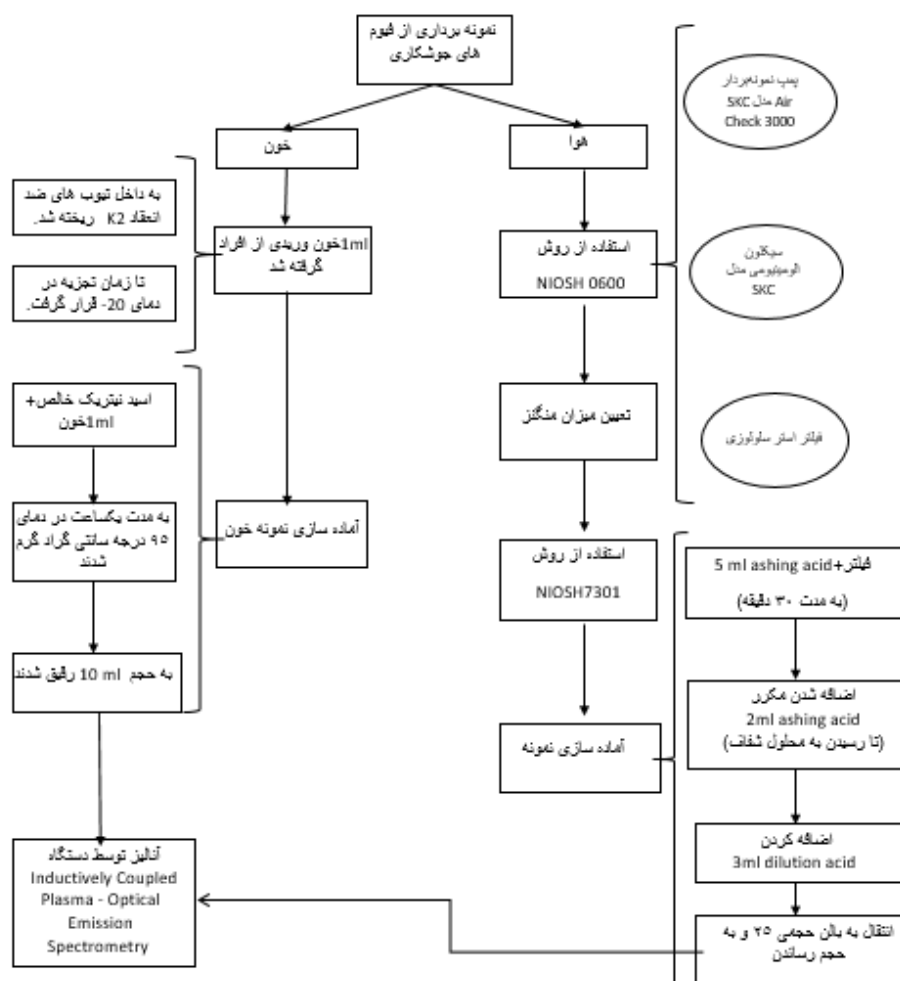 نمونه برداری از فیوم
های جوشکاری
خون
هوا
پمپ نمونه‌بردار
Air مدل SKC
Check 3000
به داخل تیوب های ضد
انعقاد K2 ریخته شد.
1mlخون وریدی از افراد
گرفته شد
استفاده از روش
NIOSH 0600
سیکلون
الومینیومی مدل
SKC
تا زمان تجزیه در
دمای 20- قرار گرفت.
اسید نیتریک خالص+
1mlخون
تعیین میزان منگنز
فیلتر استر سلولوزی
به مدت یکساعت در دمای
۹۵ درجه سانتی گراد گرم
شدند
آماده سازی نمونه خون
استفاده از روش
NIOSH7301
فیلتر+5 ml ashing acid
(به مدت ۳۰ دقیقه)
به حجم 10 ml رقیق شدند
اضافه شدن مکرر
2ml ashing acid
(تا رسیدن به محلول شفاف)
آماده سازی نمونه
اضافه کردن
3ml dilution acid
آنالیز توسط دستگاه
Inductively Coupled
Plasma - Optical
Emission
Spectrometry
انتقال به بالن حجمی ۲۵ و به
حجم رساندن